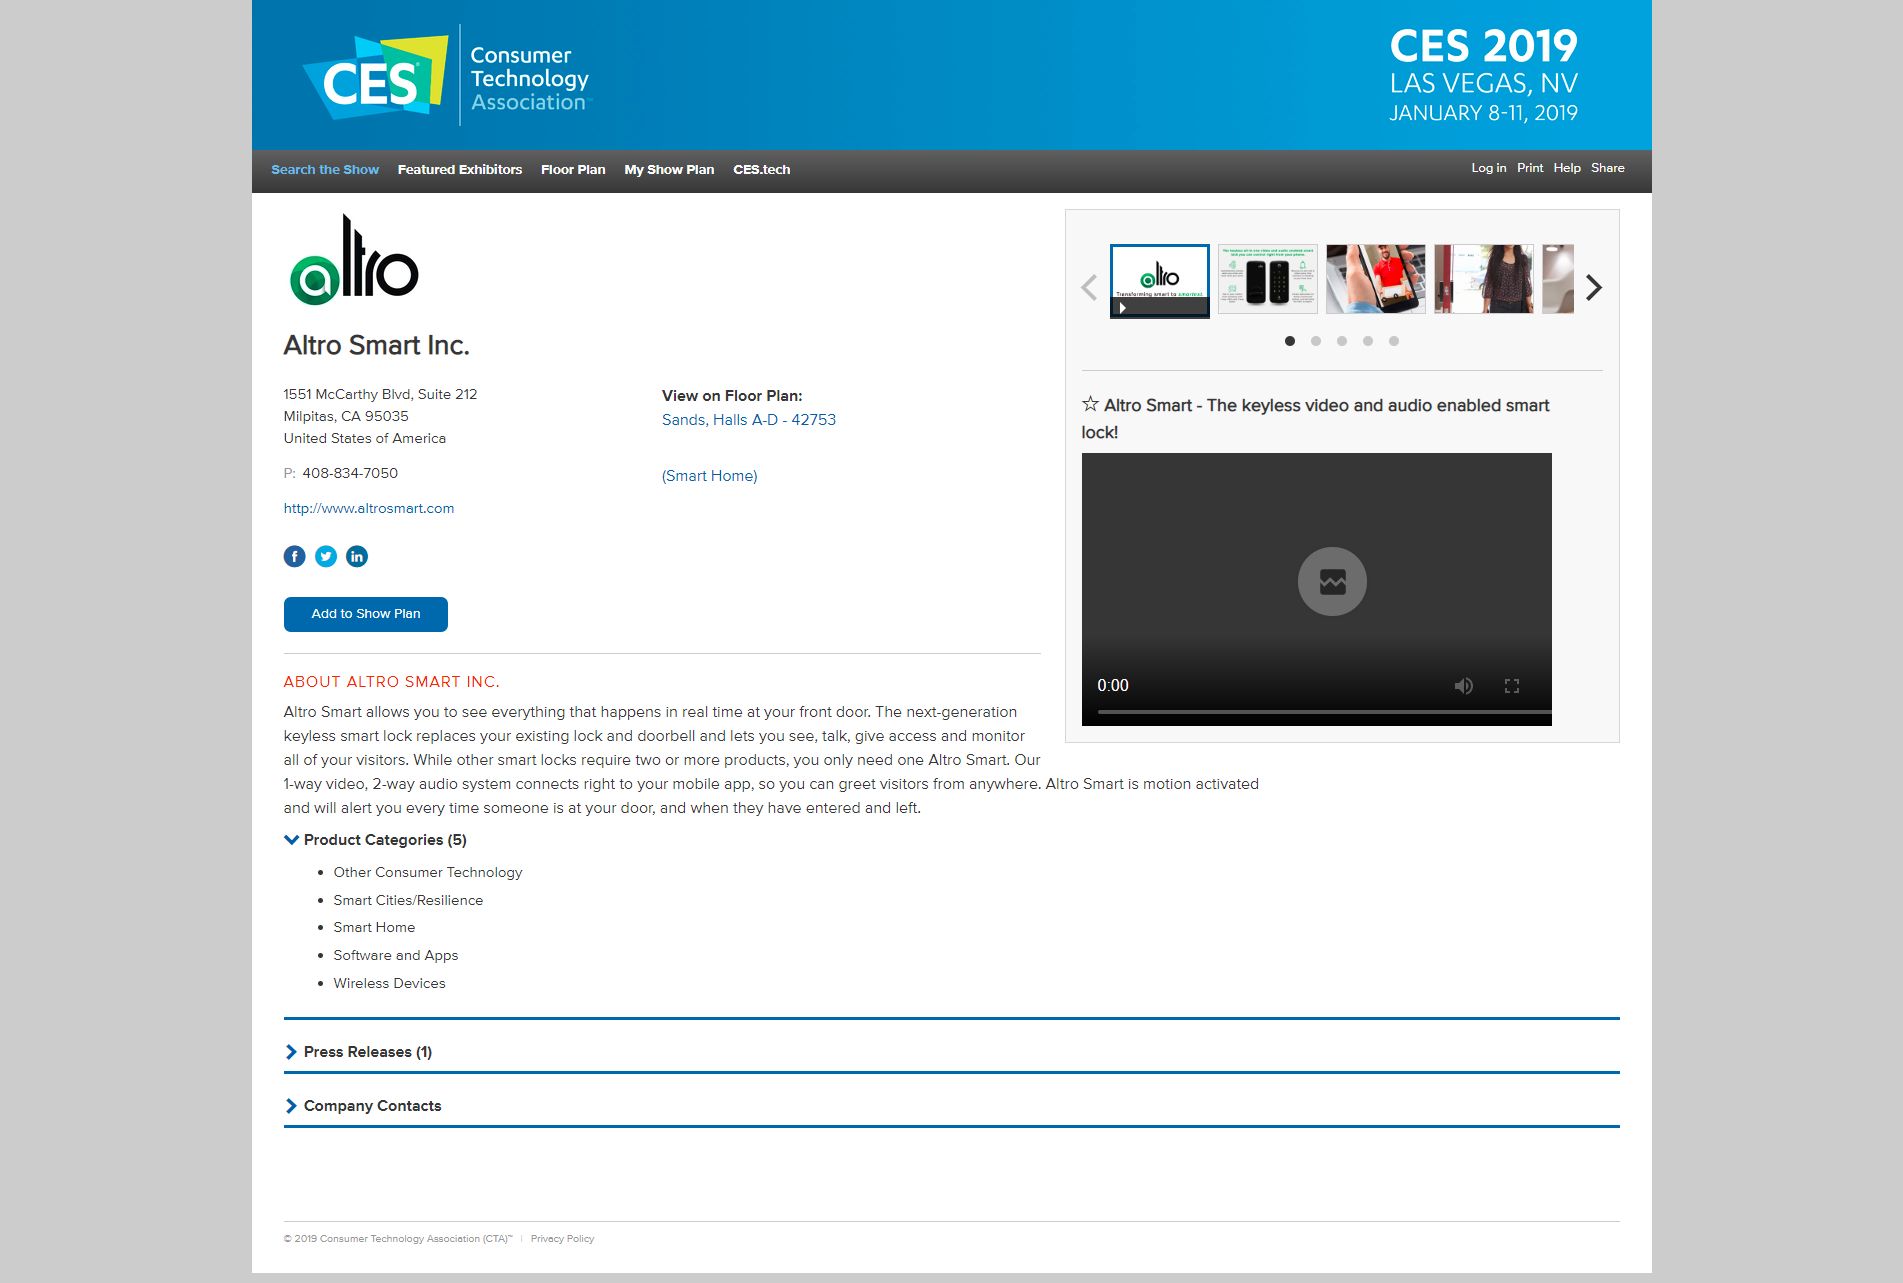 CES
Consumer
Technology
Association
CES 2019
LAS VEGAS, NV
JANUARY 8-11, 2019
Search the Show Featured Exhibitors Floor Plan My Show Plan CES.tech
Log in Print Help Share
altro
Altro Smart Inc.
1551 McCarthy Blvd, Suite 212
Milpitas, CA 95035
United States of America
P: 408-834-7050
http://www.altrosmart.com
View on Floor Plan:
Sands, Halls A-D - 42753
(Smart Home)
Add to Show Plan
altro
Transforming smart to smartest
☆ Altro Smart - The keyless video and audio enabled smart
lock!
0:00
ABOUT ALTRO SMART INC.
Altro Smart allows you to see everything that happens in real time at your front door. The next-generation
keyless smart lock replaces your existing lock and doorbell and lets you see, talk, give access and monitor
all of your visitors. While other smart locks require two or more products, you only need one Altro Smart. Our
1-way video, 2-way audio system connects right to your mobile app, so you can greet visitors from anywhere. Altro Smart is motion activated
and will alert you every time someone is at your door, and when they have entered and left.
Product Categories (5)
• Other Consumer Technology
• Smart Cities/Resilience
• Smart Home
• Software and Apps
• Wireless Devices
Press Releases (1)
Company Contacts
© 2019 Consumer Technology Association (CTA)™ | Privacy Policy